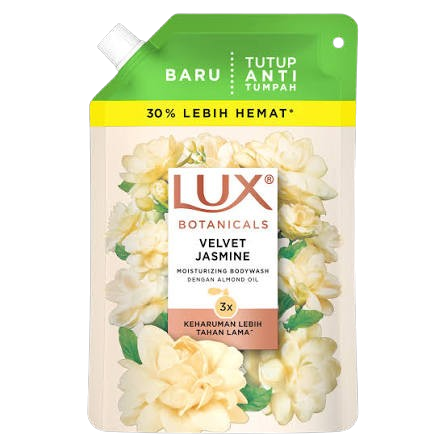 BARU
TUTUP
ANTI
TUMPAH
30% LEBIH HEMAT*
LUX®
BOTANICALS
VELVET
JASMINE
MOISTURIZING BODYWASH
DENGAN ALMOND OIL
3x
KEHARUMAN LEBIH
TAHAN LAMA^